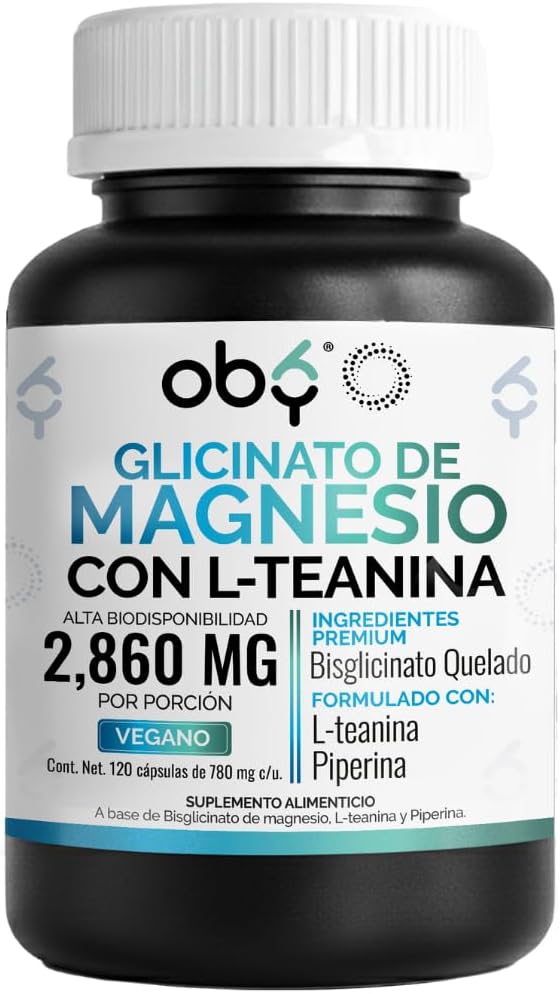 oby®
GLICINATO DE
MAGNESIO
CON L-TEANINA
ALTA BIODISPONIBILIDAD
2,860 MG
POR PORCIÓN
VEGANO
Cont. Net. 120 cápsulas de 780 mg c/u.
INGREDIENTES
PREMIUM
Bisglicinato Quelado
FORMULADO CON:
L-teanina
Piperina
SUPLEMENTO ALIMENTICIO
A base de Bisglicinato de magnesio, L-teanina y Piperina.